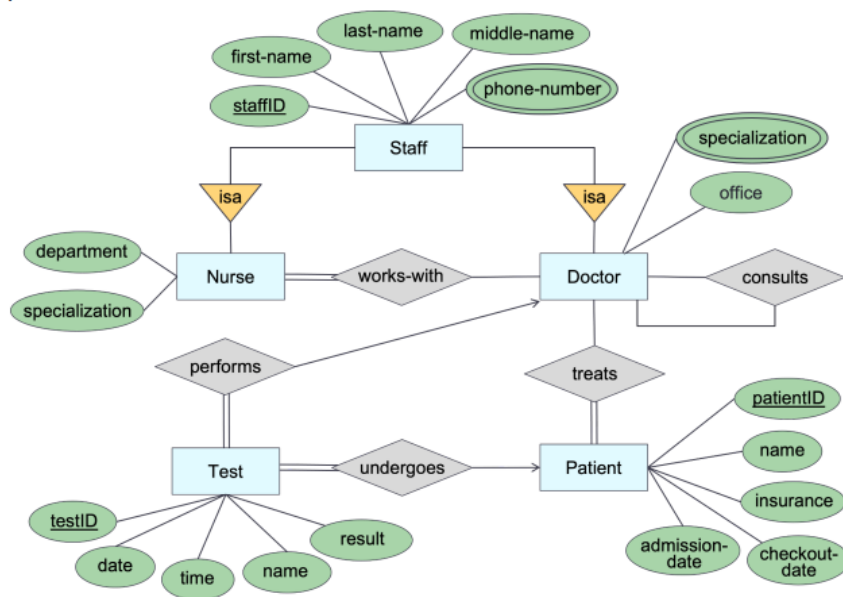 last-name
middle-name
first-name
phone-number
staffID
Staff
specialization
isa
isa
office
department
Nurse
works-with
Doctor
consults
specialization
performs
treats
patientID
name
Test
undergoes
Patient
insurance
testID
result
date
time
name
admission-
date
checkout-
date